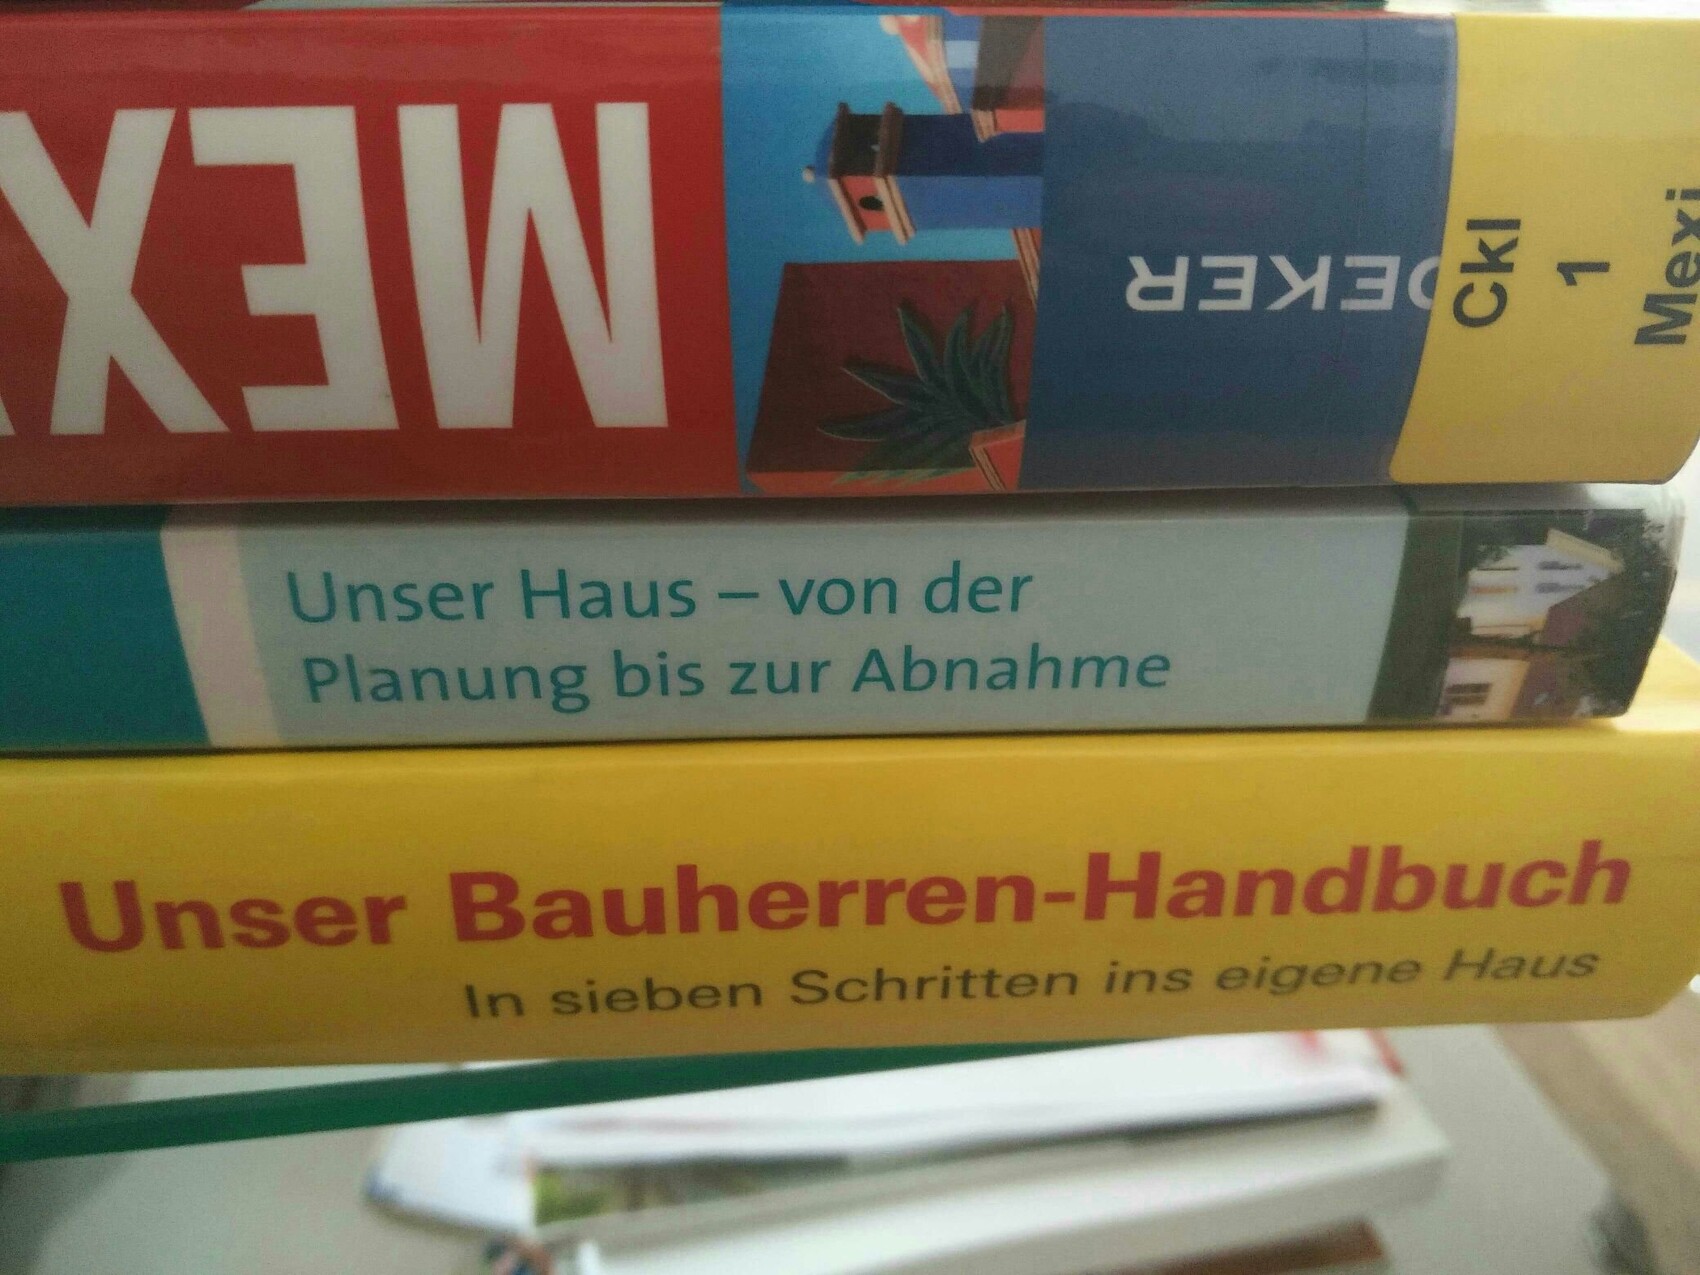 MEX
DEKER
Ckl
1
Mexi
Unser Haus – von der
Planung bis zur Abnahme
Unser Bauherren-Handbuch
In sieben Schritten ins eigene Haus